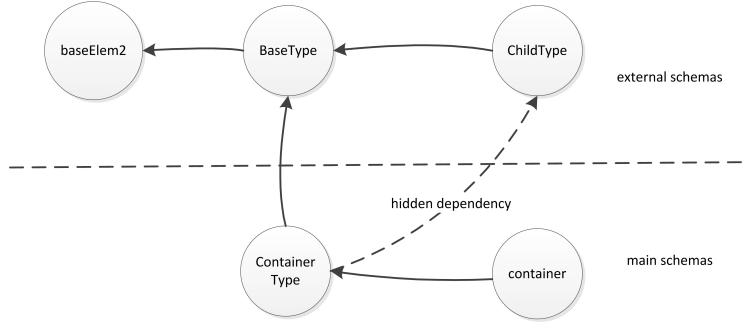 baseElem2
BaseType
ChildType
external schemas
hidden dependency
Container
Type
container
main schemas